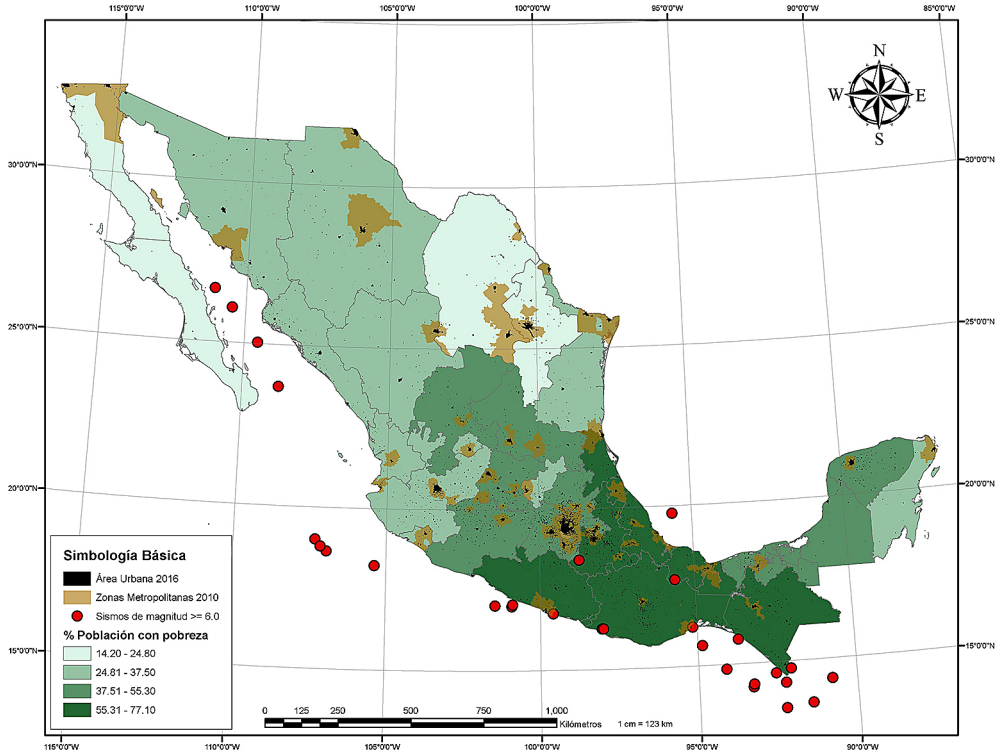 115°0'0"W 110°0'0"W 105°0'0"W 100°0'0"W 95°0'0"W 90°0'0"W 85°0'0"W
N
W E
S
30°0'0"N 30°0'0"N
25°0'0"N 25°0'0"N
20°0'0"N 20°0'0"N
15°0'0"N 15°0'0"N
Simbología Básica
Área Urbana 2016
Zonas Metropolitanas 2010
Sismos de magnitud >= 6.0
% Población con pobreza
14.20 - 24.80
24.81 - 37.50
37.51 - 55.30
55.31 - 77.10
0 125 250 500 750 1,000
Kilómetros 1 cm = 123 km
115°0'0"W 110°0'0"W 105°0'0"W 100°0'0"W 95°0'0"W 90°0'0"W